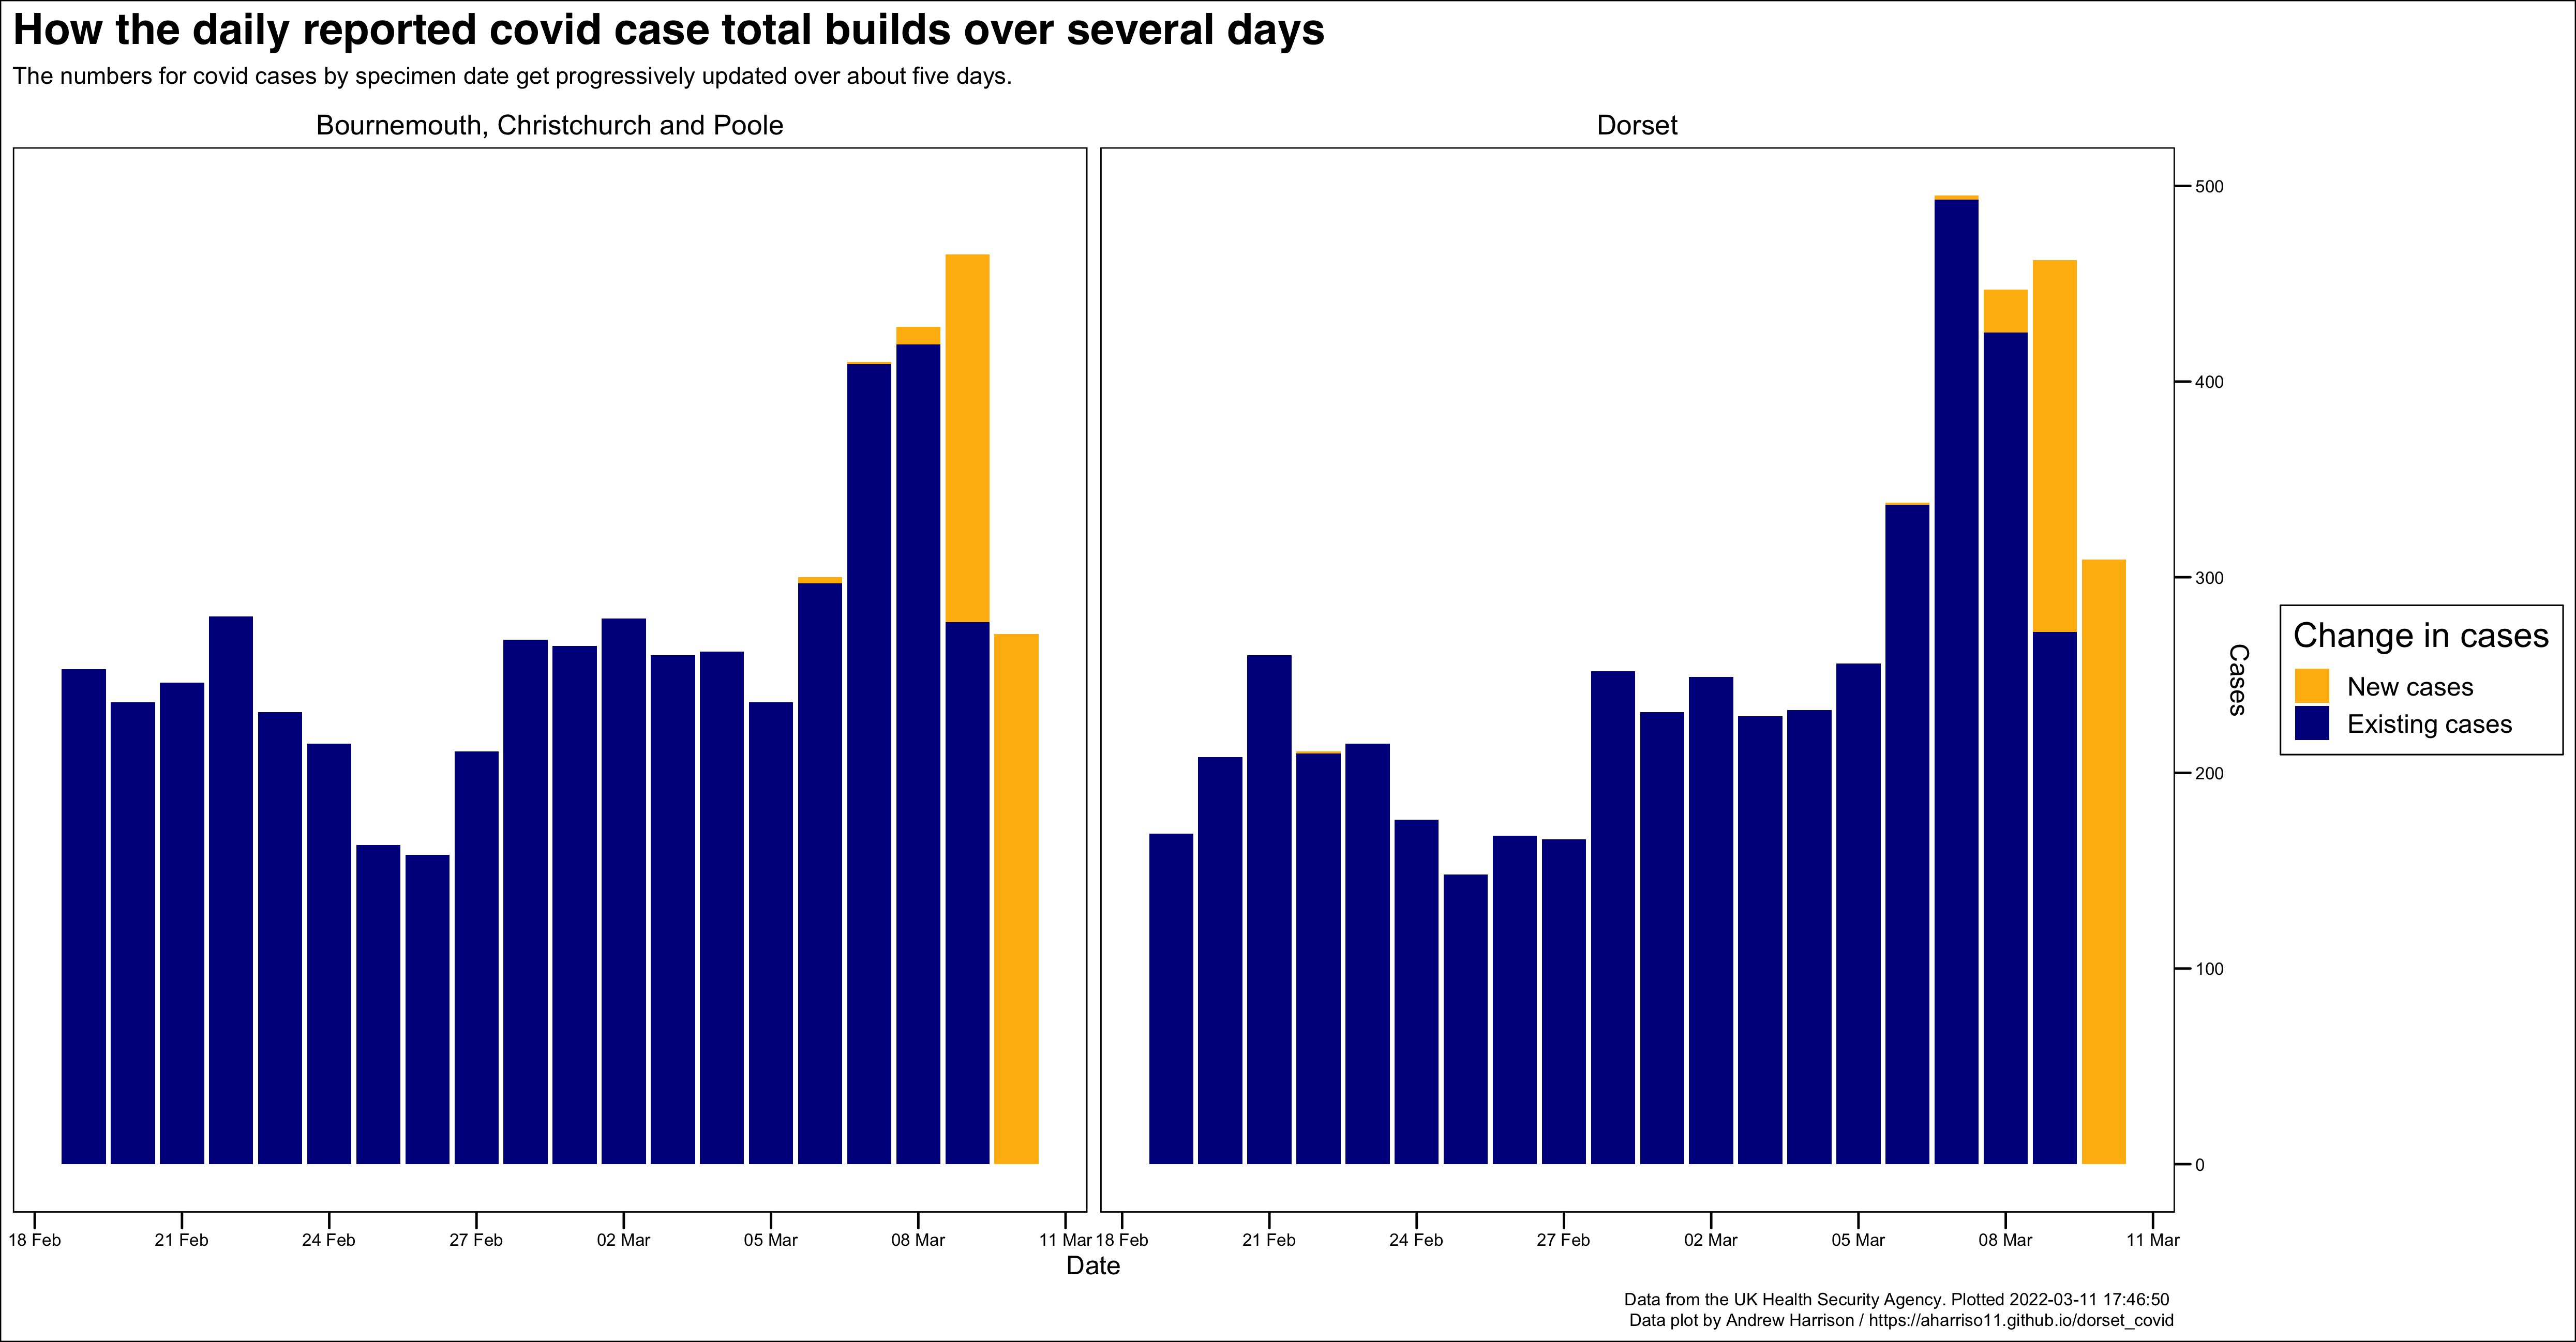 How the daily reported covid case total builds over several days
The numbers for covid cases by specimen date get progressively updated over about five days.
Bournemouth, Christchurch and Poole
Dorset
500
400
300
200
100
0
Cases
Change in cases
New cases
Existing cases
18 Feb 21 Feb 24 Feb 27 Feb 02 Mar 05 Mar 08 Mar 11 Mar 18 Feb 21 Feb 24 Feb 27 Feb 02 Mar 05 Mar 08 Mar 11 Mar
Date
Data from the UK Health Security Agency. Plotted 2022-03-11 17:46:50
Data plot by Andrew Harrison / https://aharriso11.github.io/dorset_covid